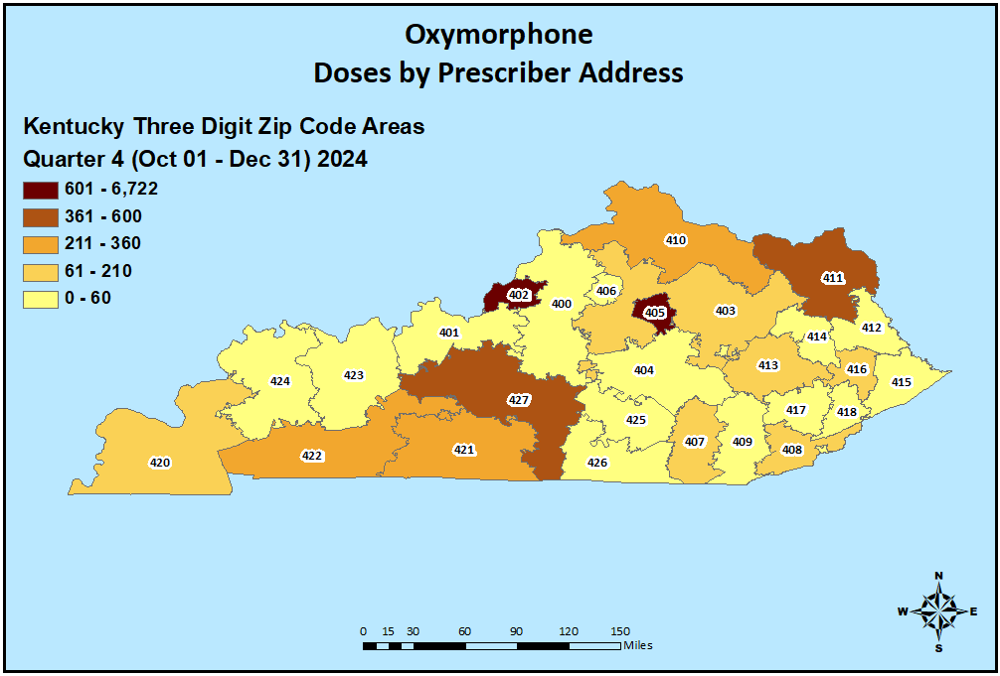 Oxymorphone
Doses by Prescriber Address
Kentucky Three Digit Zip Code Areas
Quarter 4 (Oct 01 - Dec 31) 2024
601 - 6,722
361 - 600
211 - 360
61 - 210
0 - 60
410
411
402
406
400
405
403
412
401
414
404
413
416
415
424
423
427
417
418
425
407
409
408
420
422
421
426
N
W E
S
0 15 30 60 90 120 150
Miles